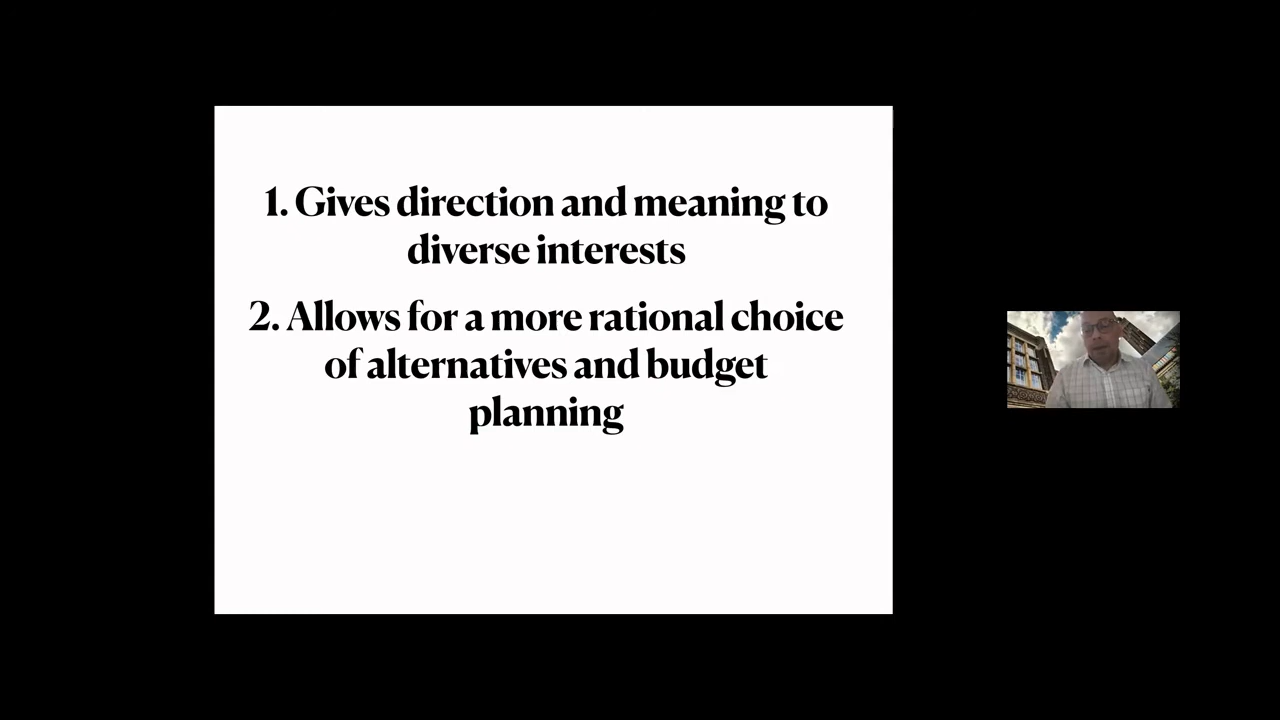 1. Gives direction and meaning to
diverse interests
2. Allows for a more rational choice
of alternatives and budget
planning